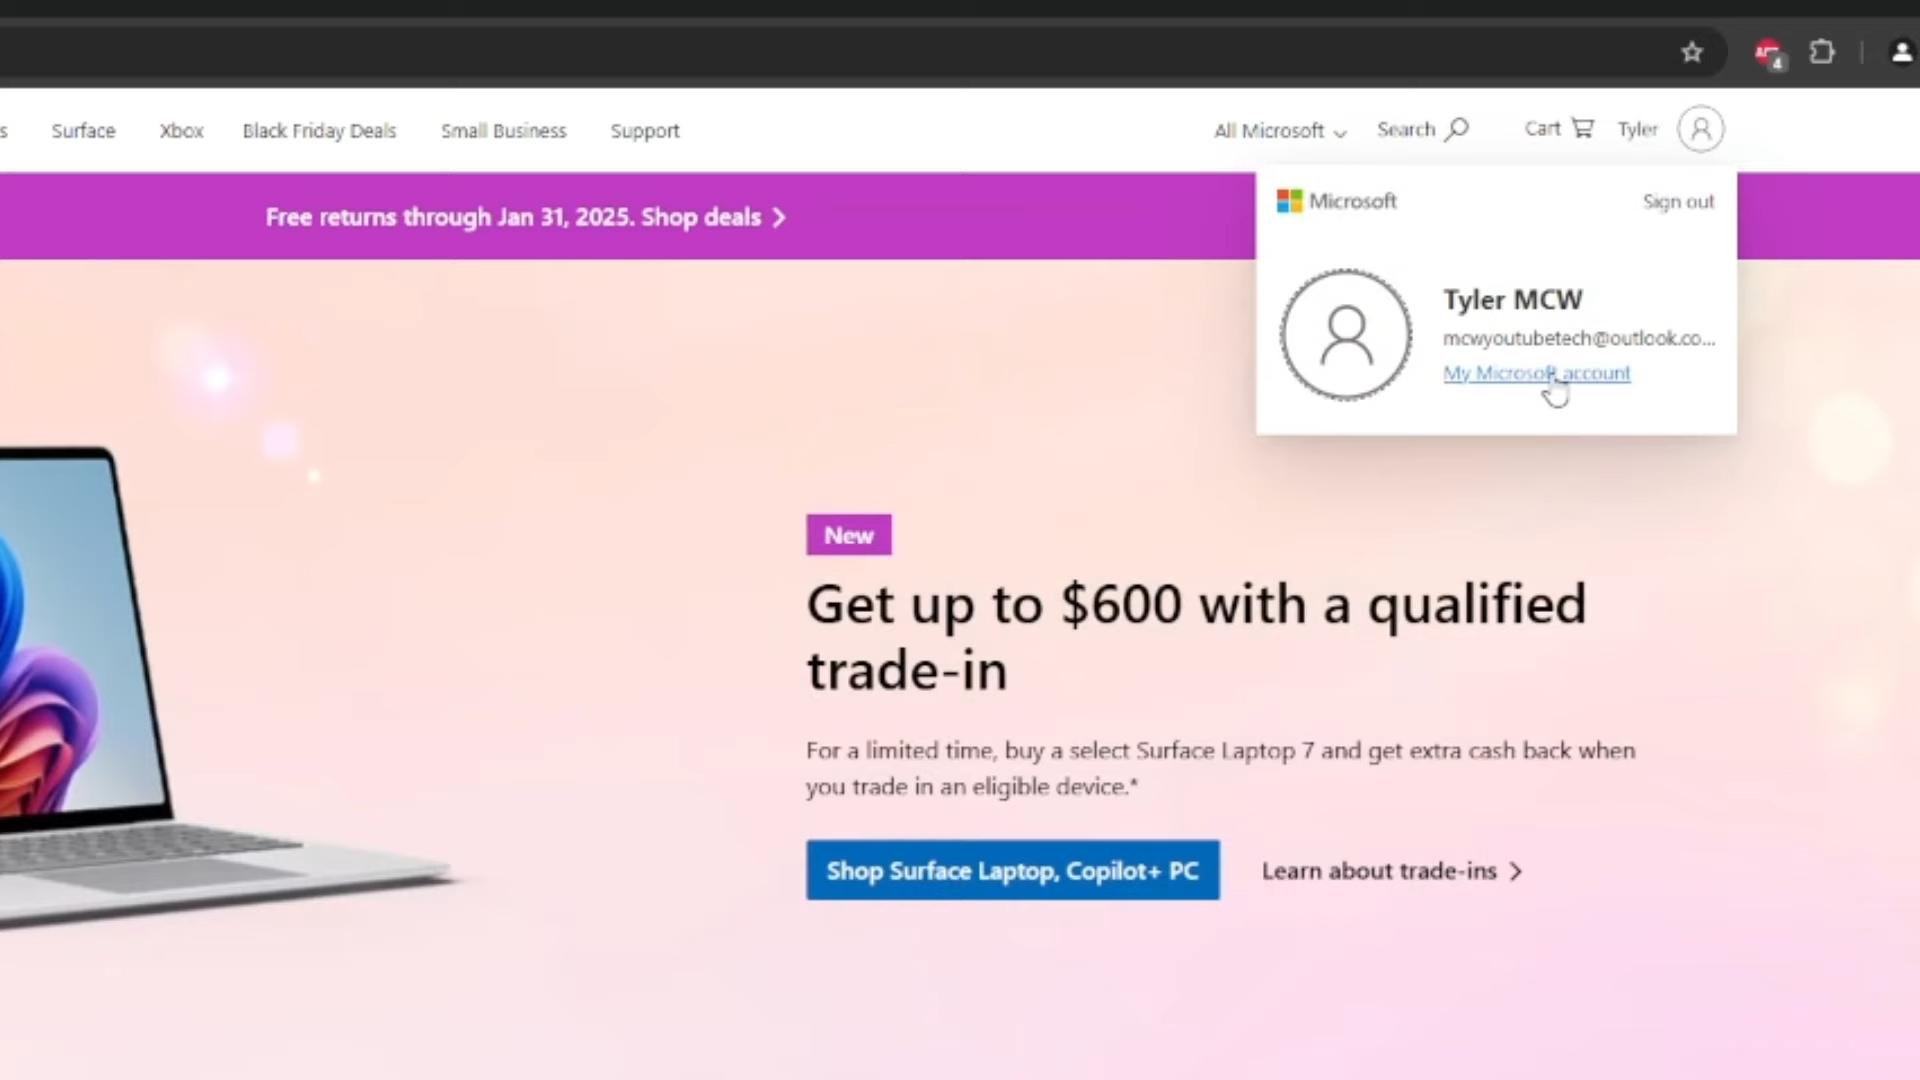 4
s Surface Xbox Black Friday Deals Small Business Support All Microsoft Search Cart Tyler
Free returns through Jan 31, 2025. Shop deals
Microsoft Sign out
Tyler MCW
mcwyoutubetech@outlook.co...
My Microsoft account
New
Get up to $600 with a qualified
trade-in
For a limited time, buy a select Surface Laptop 7 and get extra cash back when
you trade in an eligible device.*
Shop Surface Laptop, Copilot+ PC Learn about trade-ins